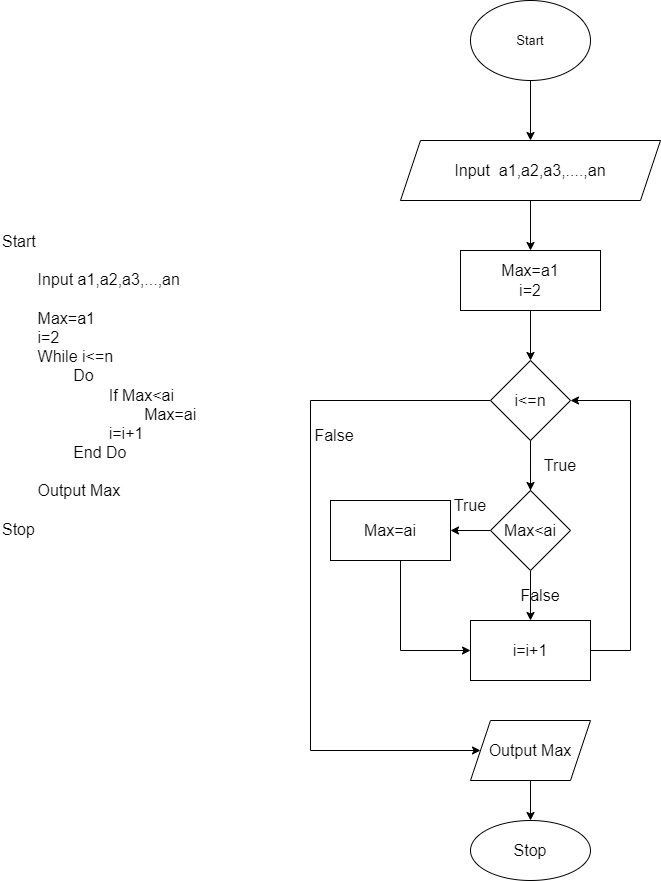 Start
Input a1,a2,a3,...,an
Max=a1
i=2
While i<=n
Do
If Max<ai
Max=ai
i=i+1
End Do
Output Max
Stop
Start
Input  a1,a2,a3,....,an
Max=a1
i=2
i<=n
False
True
True
Max=ai
Max<ai
False
i=i+1
Output Max
Stop